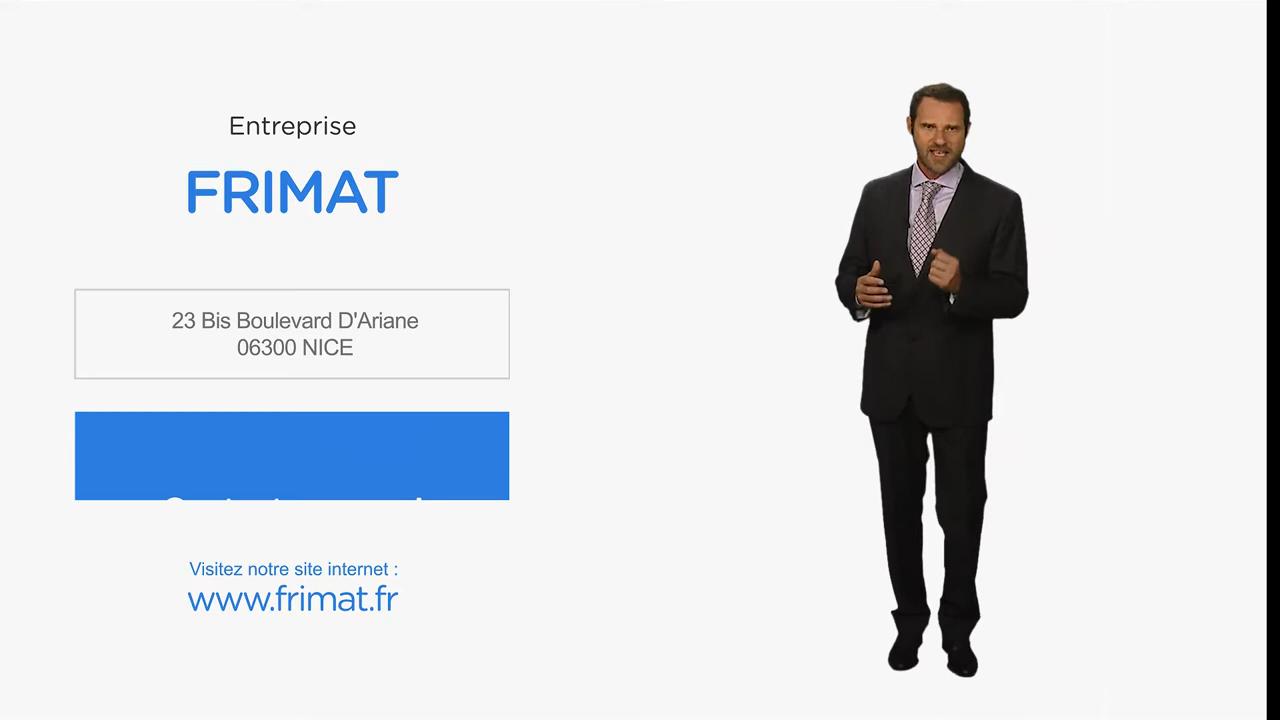 Entreprise
FRIMAT
23 Bis Boulevard D'Ariane
06300 NICE
Visitez notre site internet :
www.frimat.fr